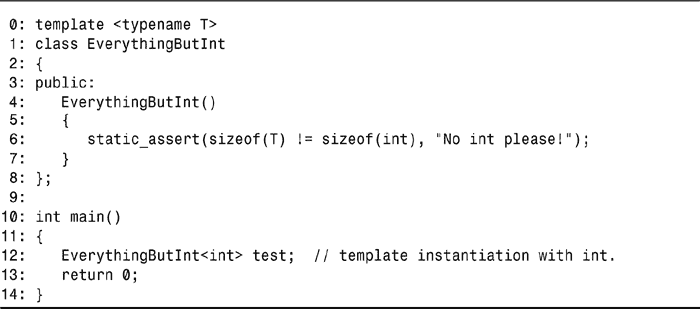 0: template <typename T>
1: class EverythingButInt
2: {
3: public:
4:    EverythingButInt()
5:    {
6:       static_assert(sizeof(T) != sizeof(int), "No int please!");
7:    }
8: };
9:
10: int main()
11: {
12:    EverythingButInt<int> test;  // template instantiation with int.
13:    return 0;
14: }